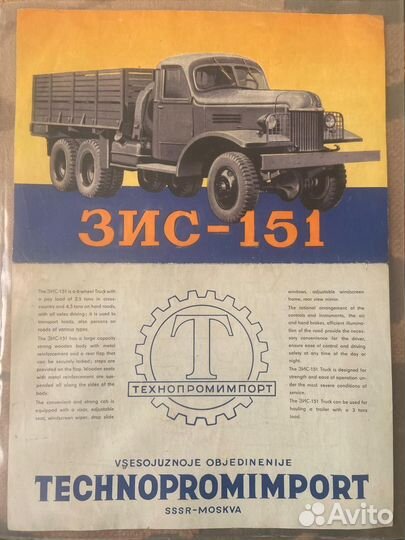 ЗИС-151
The ЗИС-151 is a 6-wheel Truck with
a pay load of 2.5 tons in cross-
country and 4.5 tons on hard roads,
with all axles driving; it is used to
transport loads, also persons on
roads of various types.
The ЗИС-151 has a large capacity
strong wooden body with metal
reinforcement and a rear flap that
can be securely locked; steps are
provided on the flap. Wooden seats
with metal reinforcement are sus-
pended all along the sides of the
body.
The convenient and strong cab is
equipped with a visor, adjustable
seat, windscreen wiper, drop slide
windows, adjustable windscreen
frame, rear view mirror.
The rational arrangement of the
controls and instruments, the air
and hand brakes, efficient illumina-
tion of the road provide the neces-
sary convenience for the driver,
ensure ease of control and driving
safety at any time of the day or
night.
The ЗИС-151 Truck is designed for
strength and ease of operation un-
der the most severe conditions of
service.
The ЗИС-151 Truck can be used for
hauling a trailer with a 3 tons
load.
Т
ТЕХНОПРОМИМПОРТ
VSESOJUZNOJE OBJEDINENIJE
TECHNOPROMIMPORT
SSSR-MOSKVA
Avito